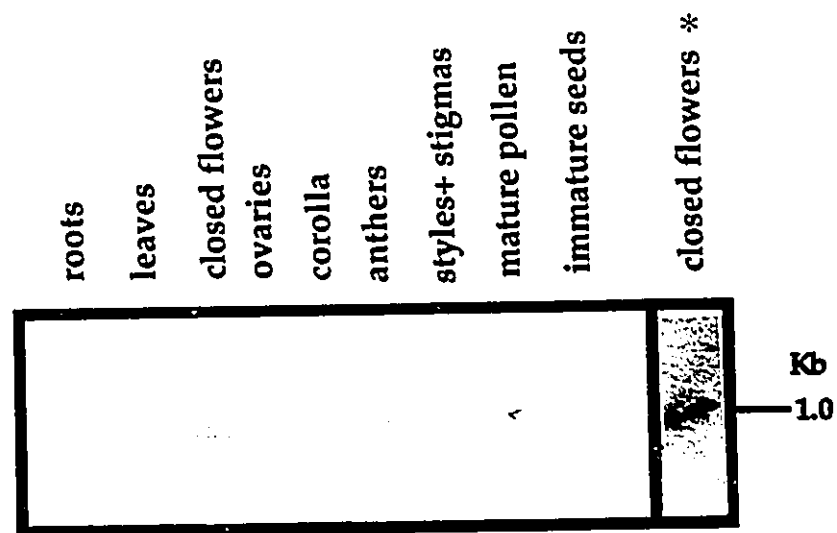 roots
leaves
closed flowers
ovaries
corolla
anthers
styles+ stigmas
mature pollen
immature seeds
closed flowers *
Kb
1.0